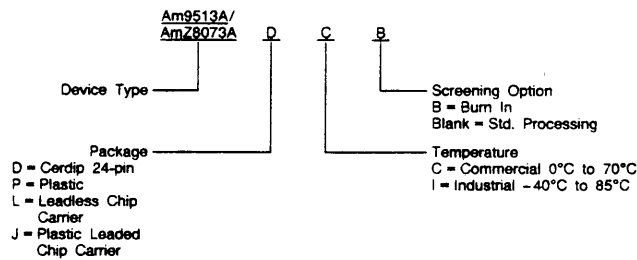 Am9513A/
AmZ8073A D C B
Device Type
Screening Option
B = Burn In
Blank = Std. Processing
Package
D = Cerdip 24-pin
P = Plastic
L = Leadless Chip
Carrier
J = Plastic Leaded
Chip Carrier
Temperature
C = Commercial 0°C to 70°C
I = Industrial -40°C to 85°C